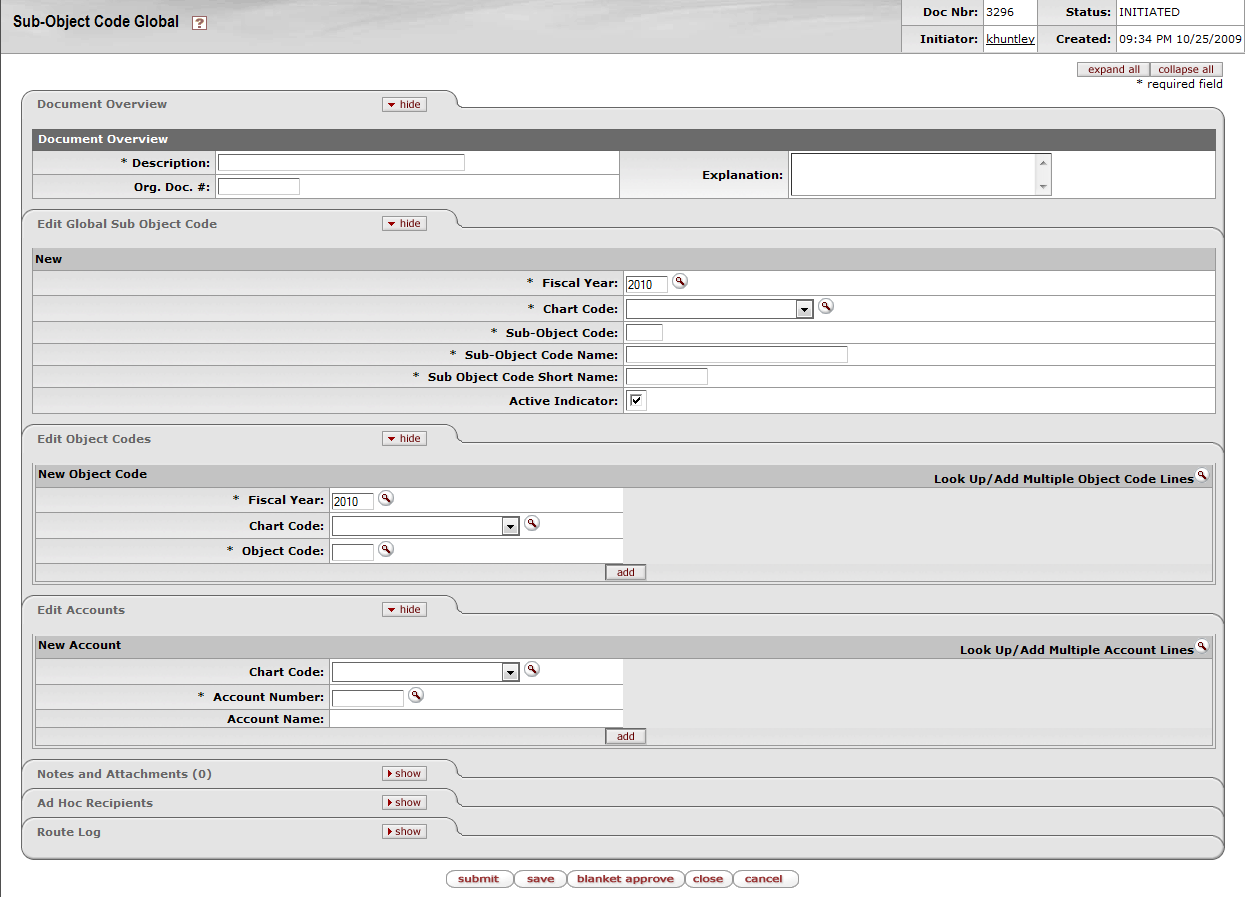 Sub-Object Code Global ?
Doc Nbr: 3296 Status: INITIATED
Initiator: khuntley Created: 09:34 PM 10/25/2009
expand all collapse all
* required field
Document Overview hide
Document Overview
* Description:
Org. Doc. #:
Explanation:
Edit Global Sub Object Code hide
New
* Fiscal Year: 2010
* Chart Code:
* Sub-Object Code:
* Sub-Object Code Name:
* Sub Object Code Short Name:
Active Indicator:
Edit Object Codes hide
New Object Code Look Up/Add Multiple Object Code Lines
* Fiscal Year: 2010
Chart Code:
* Object Code:
add
Edit Accounts hide
New Account Look Up/Add Multiple Account Lines
Chart Code:
* Account Number:
Account Name:
add
Notes and Attachments (0) show
Ad Hoc Recipients show
Route Log show
submit save blanket approve close cancel